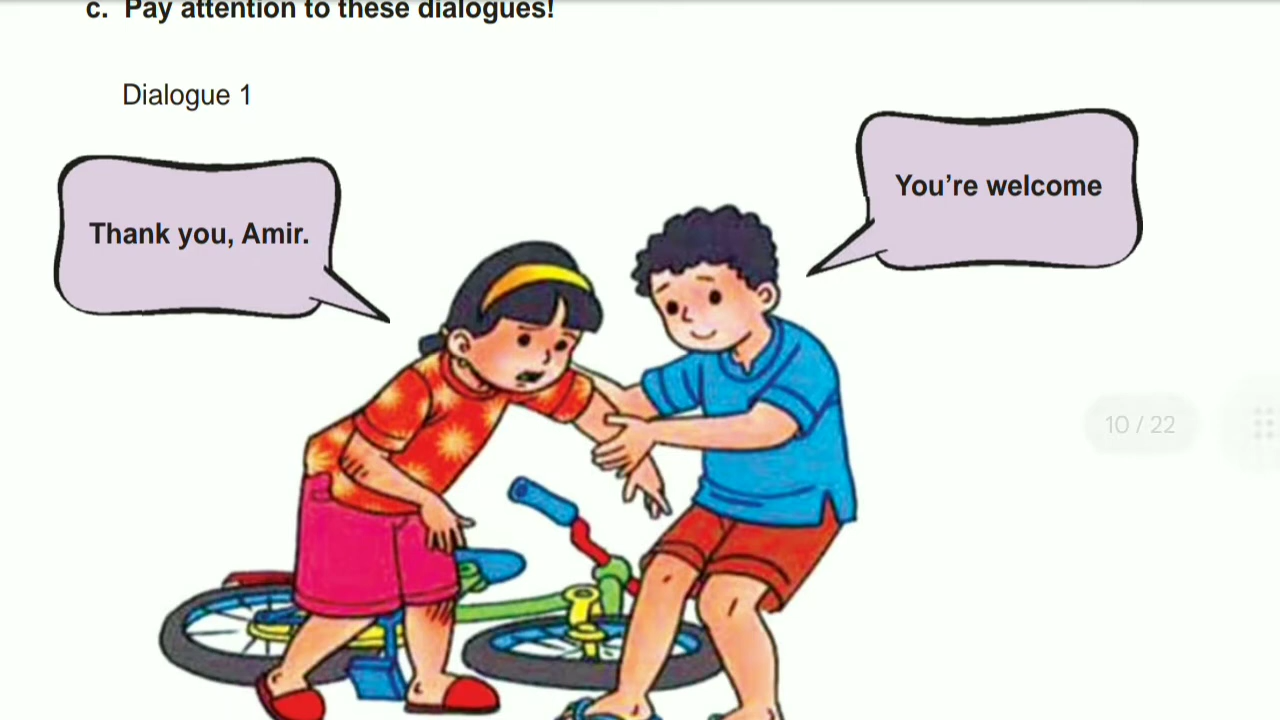 c. Pay attention to these dialogues!
Dialogue 1
You're welcome
Thank you, Amir.
10 / 22